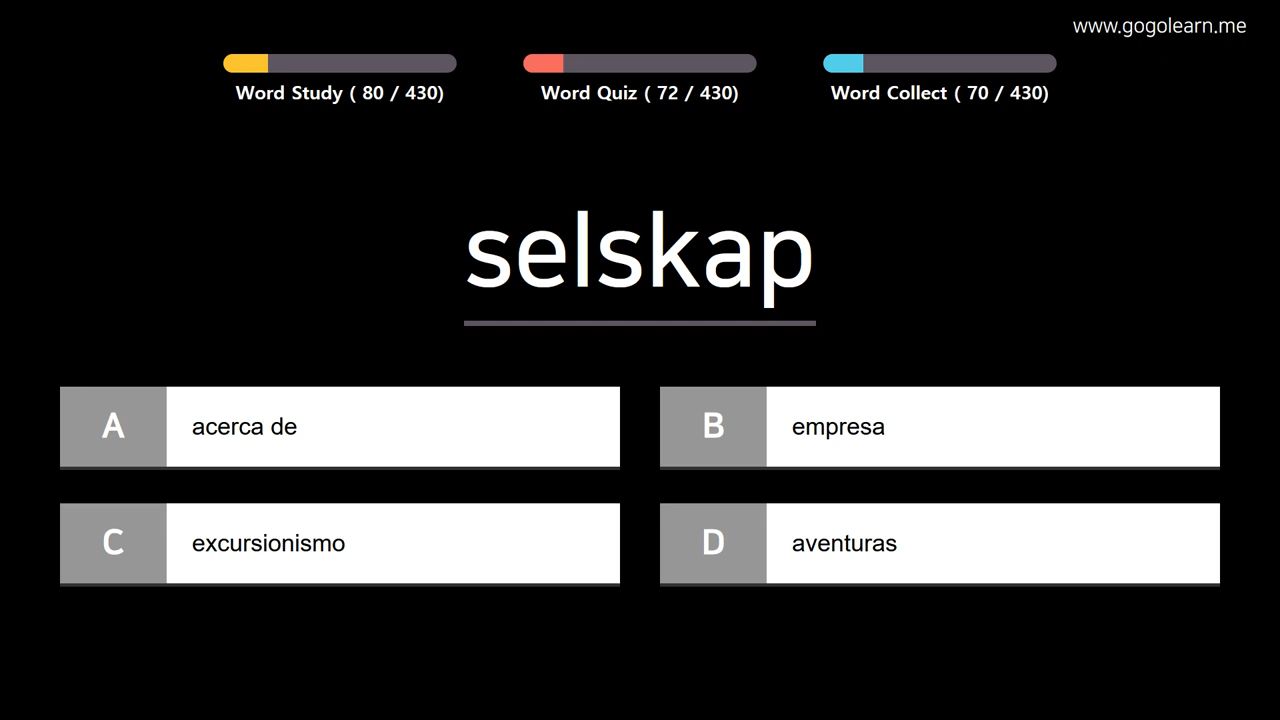 www.gogolearn.me
Word Study ( 80 / 430)
Word Quiz ( 72 / 430)
Word Collect ( 70 / 430)
selskap
A acerca de
B empresa
C excursionismo
D aventuras